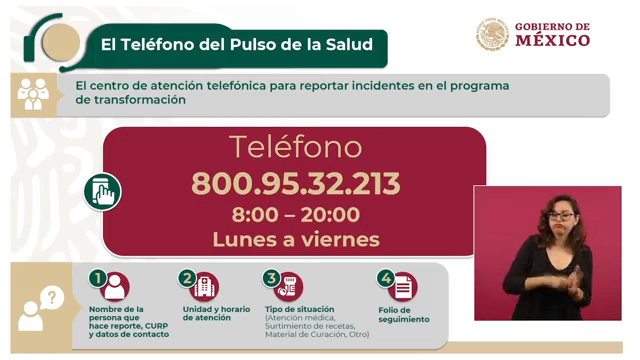 El Teléfono del Pulso de la Salud
GOBIERNO DE
MÉXICO
El centro de atención telefónica para reportar incidentes en el programa
de transformación
Teléfono
800.95.32.213
8:00 – 20:00
Lunes a viernes
1
Nombre de la
persona que
hace reporte, CURP
y datos de contacto
2
Unidad y horario
de atención
3
Tipo de situación
(Atención médica,
Surtimiento de recetas,
Material de Curación, Otro)
4
Folio de
seguimiento